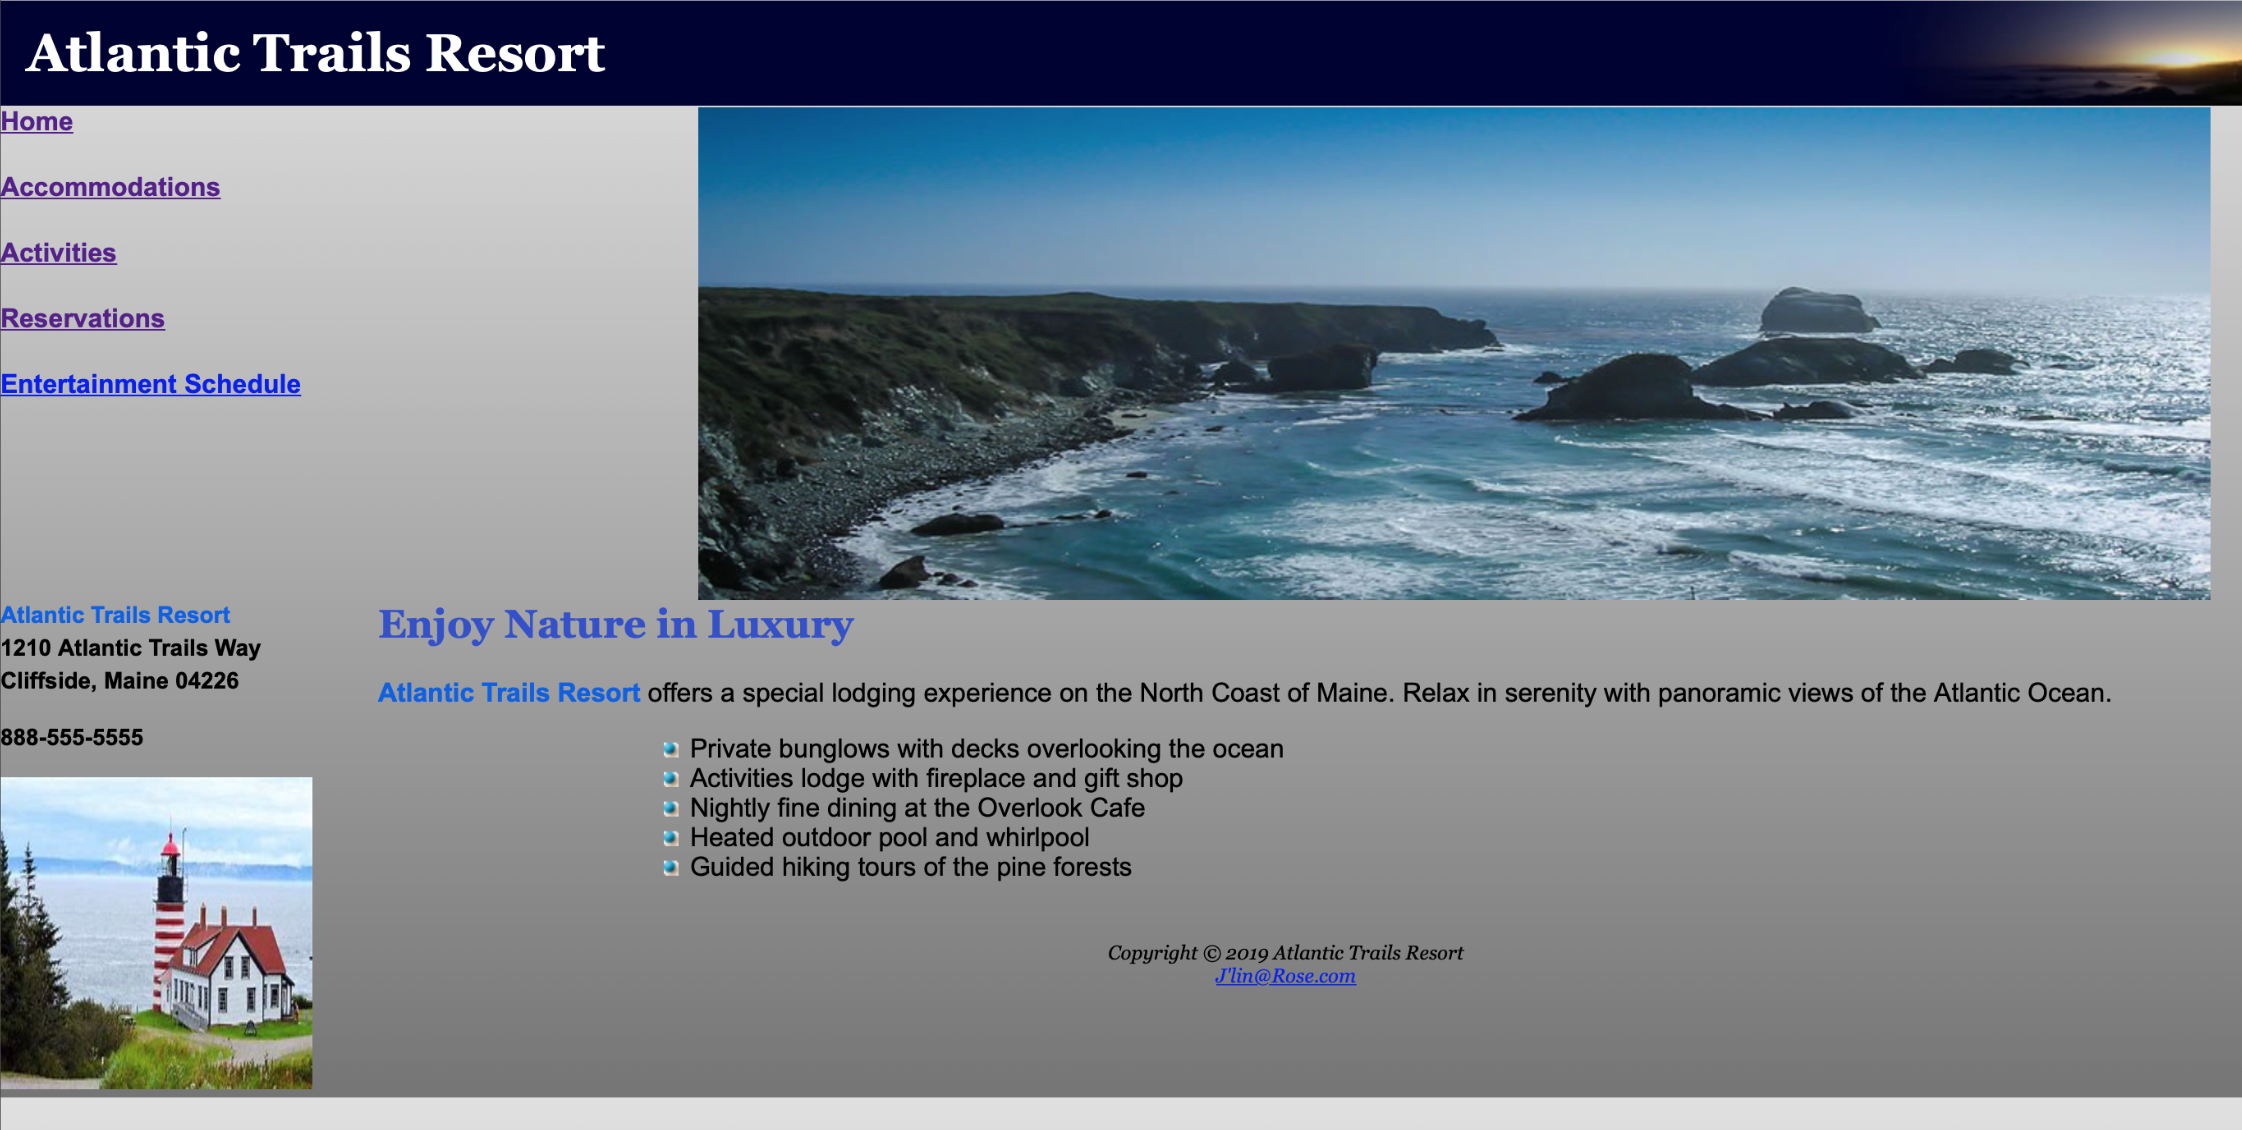 Atlantic Trails Resort
Home
Accommodations
Activities
Reservations
Entertainment Schedule
Atlantic Trails Resort
1210 Atlantic Trails Way
Cliffside, Maine 04226
888-555-5555
Enjoy Nature in Luxury
Atlantic Trails Resort offers a special lodging experience on the North Coast of Maine. Relax in serenity with panoramic views of the Atlantic Ocean.
Private bunglows with decks overlooking the ocean
Activities lodge with fireplace and gift shop
Nightly fine dining at the Overlook Cafe
Heated outdoor pool and whirlpool
Guided hiking tours of the pine forests
Copyright © 2019 Atlantic Trails Resort
J'lin@Rose.com